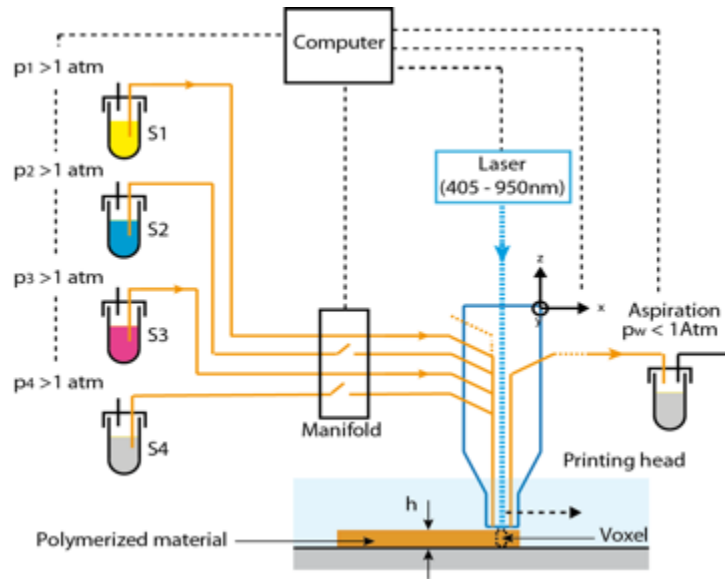 Computer
p1 >1 atm
S1
p2 >1 atm
S2
Laser
(405 - 950nm)
z
x
y
p3 >1 atm
S3
Aspiration
pw < 1Atm
p4 >1 atm
S4
Manifold
Printing head
h
Polymerized material
Voxel